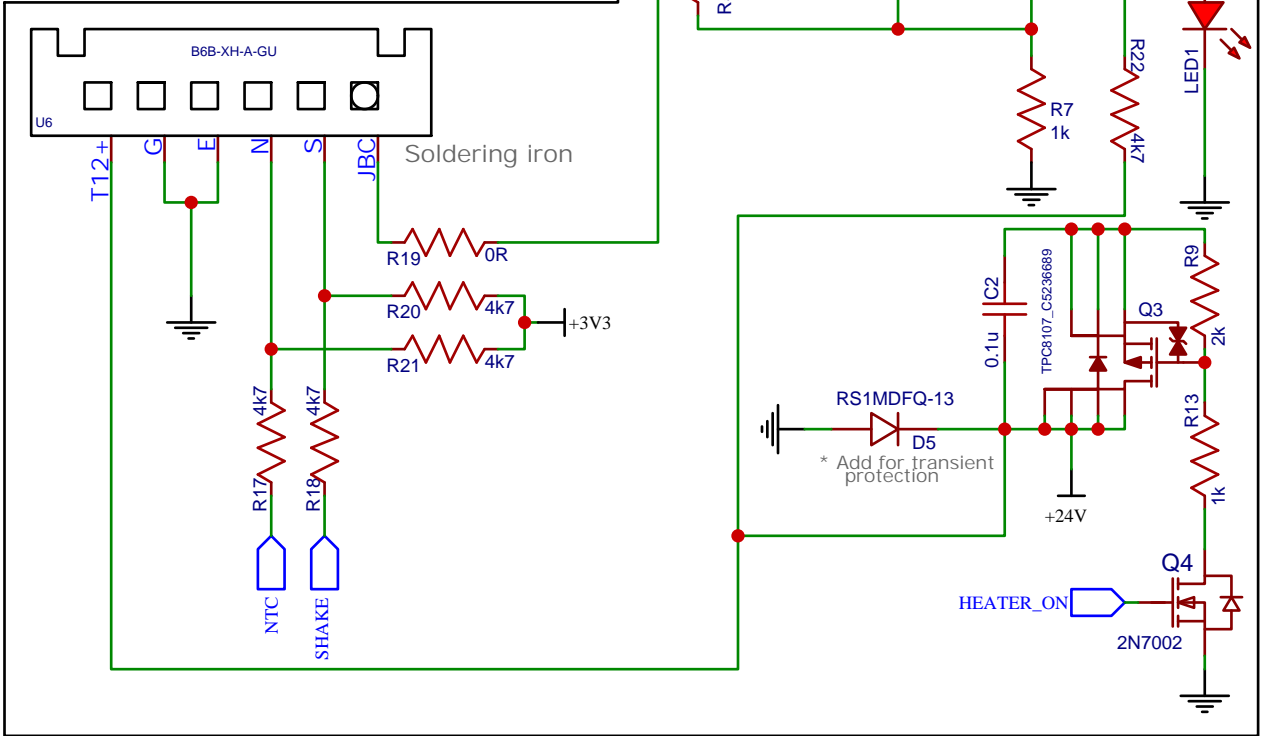 R
B6B-XH-A-GU
U6
T12+
G
E
N
S
JBC
Soldering iron
R7
1k
R22
4k7
LED1
R19
0R
R20
4k7
R21
4k7
+3V3
4k7
R17
4k7
R18
NTC
SHAKE
C2
0.1u
TPC8107_C5236689
Q3
R9
2k
RS1MDFQ-13
D5
* Add for transient
protection
+24V
R13
1k
Q4
HEATER_ON
2N7002